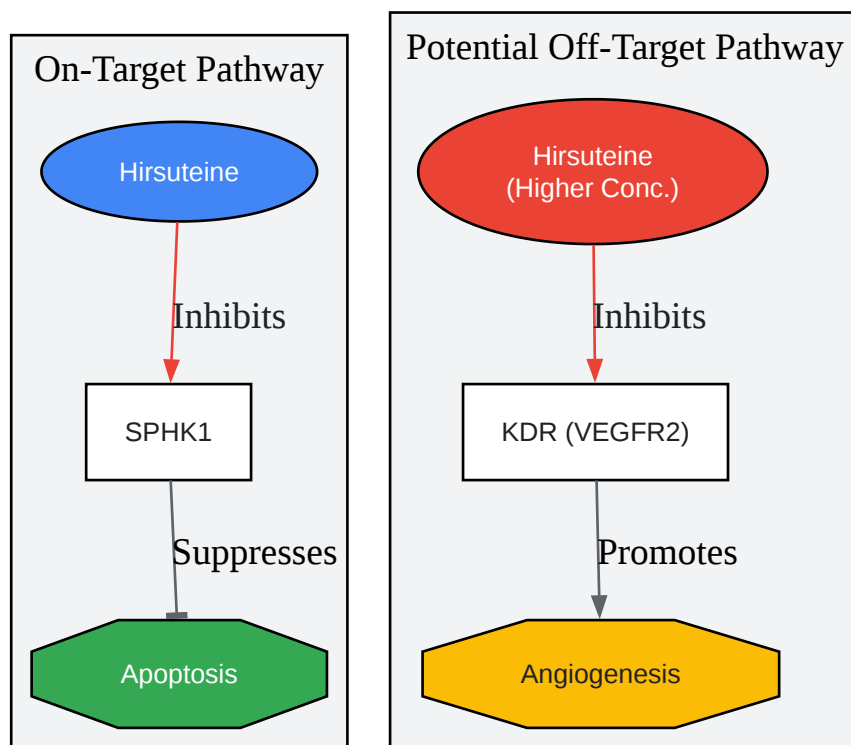 On-Target Pathway
Hirsuteine
Inhibits
SPHK1
Suppresses
Apoptosis
Potential Off-Target Pathway
Hirsuteine
(Higher Conc.)
Inhibits
KDR (VEGFR2)
Promotes
Angiogenesis